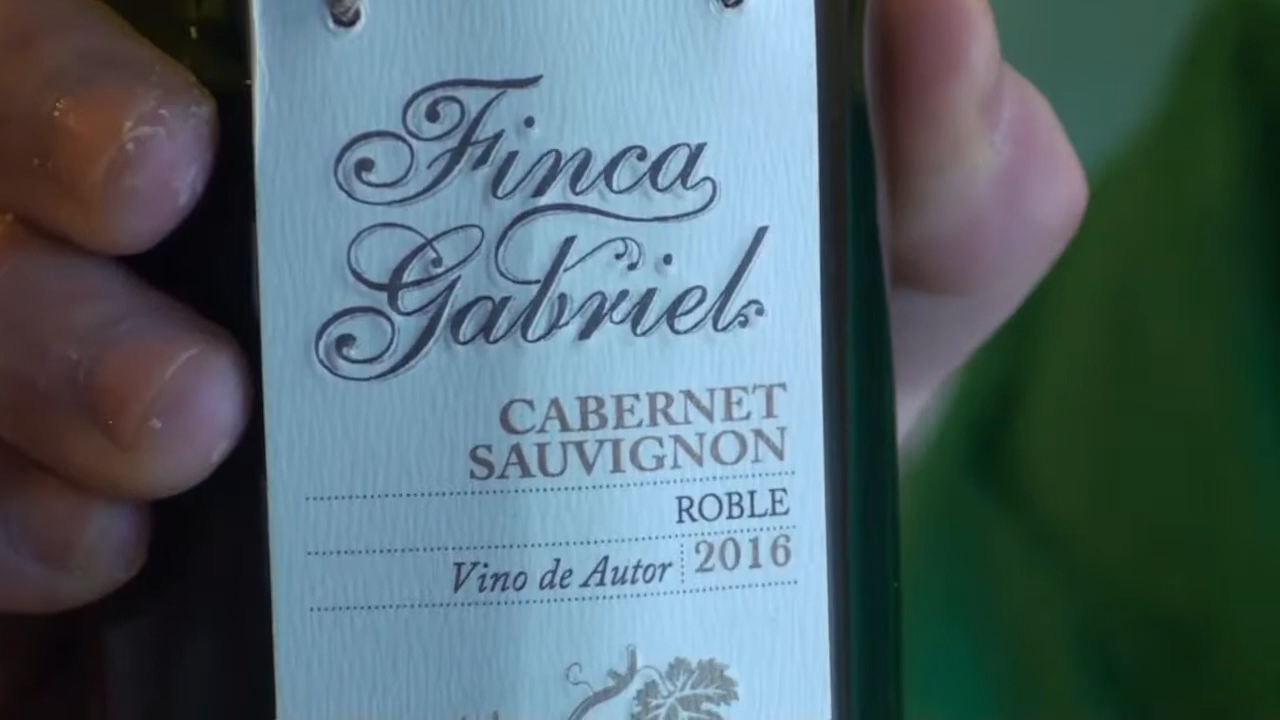 Finca
Gabriel
CABERNET
SAUVIGNON
ROBLE
Vino de Autor 2016